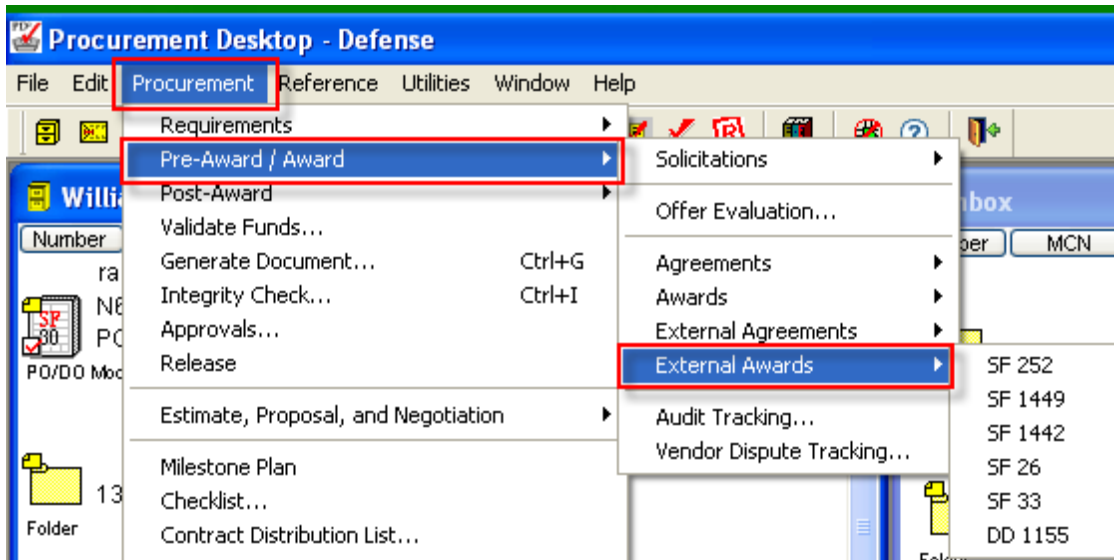 Procurement Desktop - Defense
File Edit Procurement Reference Utilities Window Help
Requirements
Pre-Award / Award
Post-Award
Validate Funds...
Generate Document... Ctrl+G
Integrity Check... Ctrl+I
Approvals...
Release
Estimate, Proposal, and Negotiation
Milestone Plan
Checklist...
Contract Distribution List...
Solicitations
Offer Evaluation...
Agreements
Awards
External Agreements
External Awards
Audit Tracking...
Vendor Dispute Tracking...
SF 252
SF 1449
SF 1442
SF 26
SF 33
DD 1155
Number
SF
30
PO/DO
13
Folder
MCN